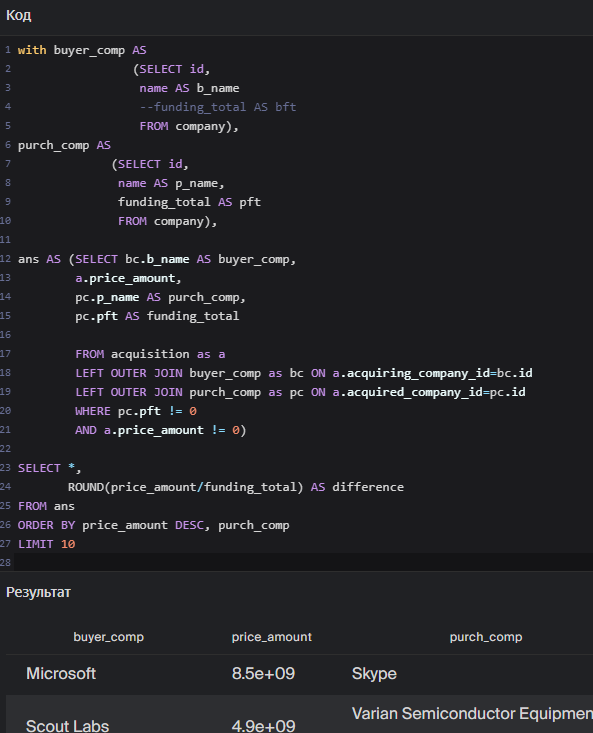 Код
1 with buyer_comp AS
2 (SELECT id,
3 name AS b_name
4 --funding_total AS bft
5 FROM company),
6 purch_comp AS
7 (SELECT id,
8 name AS p_name,
9 funding_total AS pft
10 FROM company),
11
12 ans AS (SELECT bc.b_name AS buyer_comp,
13 a.price_amount,
14 pc.p_name AS purch_comp,
15 pc.pft AS funding_total
16
17 FROM acquisition as a
18 LEFT OUTER JOIN buyer_comp as bc ON a.acquiring_company_id=bc.id
19 LEFT OUTER JOIN purch_comp as pc ON a.acquired_company_id=pc.id
20 WHERE pc.pft != 0
21 AND a.price_amount != 0)
22
23 SELECT *,
24 ROUND(price_amount/funding_total) AS difference
25 FROM ans
26 ORDER BY price_amount DESC, purch_comp
27 LIMIT 10
28
Результат
buyer_comp price_amount purch_comp
Microsoft 8.5e+09 Skype
Scout Labs 4.9e+09 Varian Semiconductor Equipmen